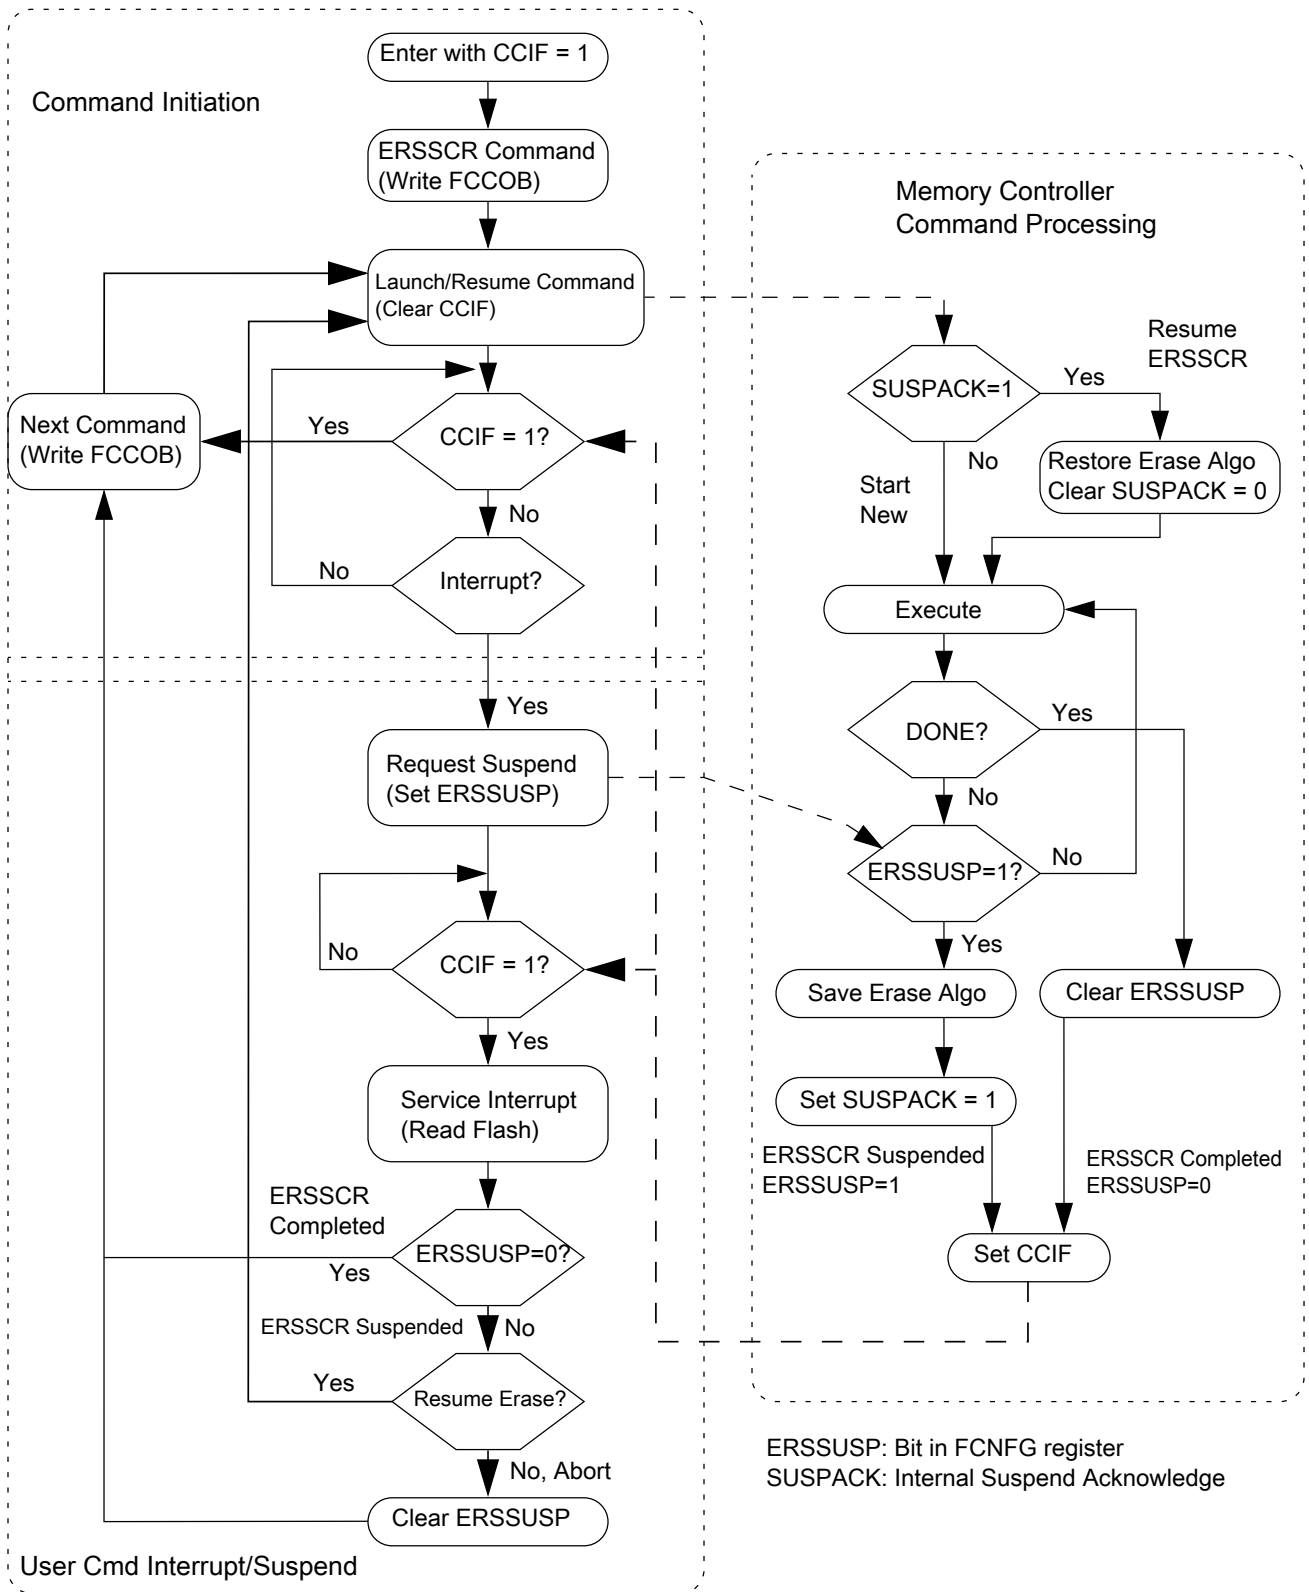 Enter with CCIF = 1
Command Initiation
ERSSCR Command
(Write FCCOB)
Launch/Resume Command
(Clear CCIF)
Next Command
(Write FCCOB)
Yes
CCIF = 1?
No
No
Interrupt?
Yes
Request Suspend
(Set ERSSUSP)
No
CCIF = 1?
Yes
Service Interrupt
(Read Flash)
ERSSCR
Completed
ERSSUSP=0?
Yes
ERSSCR Suspended
No
Yes
Resume Erase?
No, Abort
Clear ERSSUSP
User Cmd Interrupt/Suspend
Memory Controller
Command Processing
Resume
ERSSCR
SUSPACK=1
Yes
No
Restore Erase Algo
Clear SUSPACK = 0
Start
New
Execute
DONE?
Yes
No
ERSSUSP=1?
No
Yes
Save Erase Algo
Clear ERSSUSP
Set SUSPACK = 1
ERSSCR Suspended
ERSSUSP=1
ERSSCR Completed
ERSSUSP=0
Set CCIF
ERSSUSP: Bit in FCNFG register
SUSPACK: Internal Suspend Acknowledge